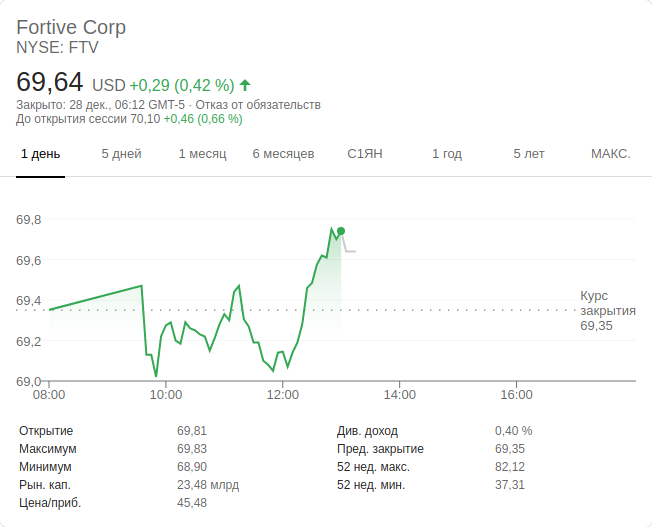 Fortive Corp
NYSE: FTV
69,64 USD +0,29 (0,42 %)
Закрыто: 28 дек., 06:12 GMT-5 · Отказ от обязательств
До открытия сессии 70,10 +0,46 (0,66 %)
1 день 5 дней 1 месяц 6 месяцев С1ЯН 1 год 5 лет МАКС.
69,8
69,6
69,4
69,2
69,0
Курс
закрытия
69,35
08:00 10:00 12:00 14:00 16:00
Открытие 69,81
Максимум 69,83
Минимум 68,90
Рын. кап. 23,48 млрд
Цена/приб. 45,48
Див. доход 0,40 %
Пред. закрытие 69,35
52 нед. макс. 82,12
52 нед. мин. 37,31